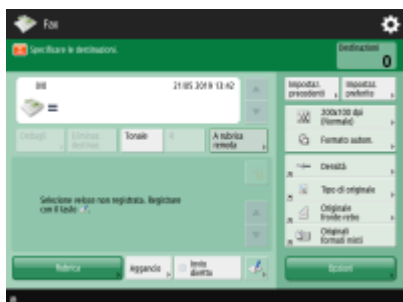 Fax
Specificare le destinazioni.
Destinazioni
0
21/05 2019 13:42
Impostaz. precedenti
Impostaz. preferite
200x100 dpi
(Normale)
Dettagli
Eliminaz. destinaz.
Tonale
R
A rubrica
remota
Formato autom.
Densità
Tipo di originale
Selezione veloce non registrata. Registrare
con il tasto
Originale
fronte-retro
Originali
formati misti
Rubrica
Aggancio
Invio
diretto
Opzioni